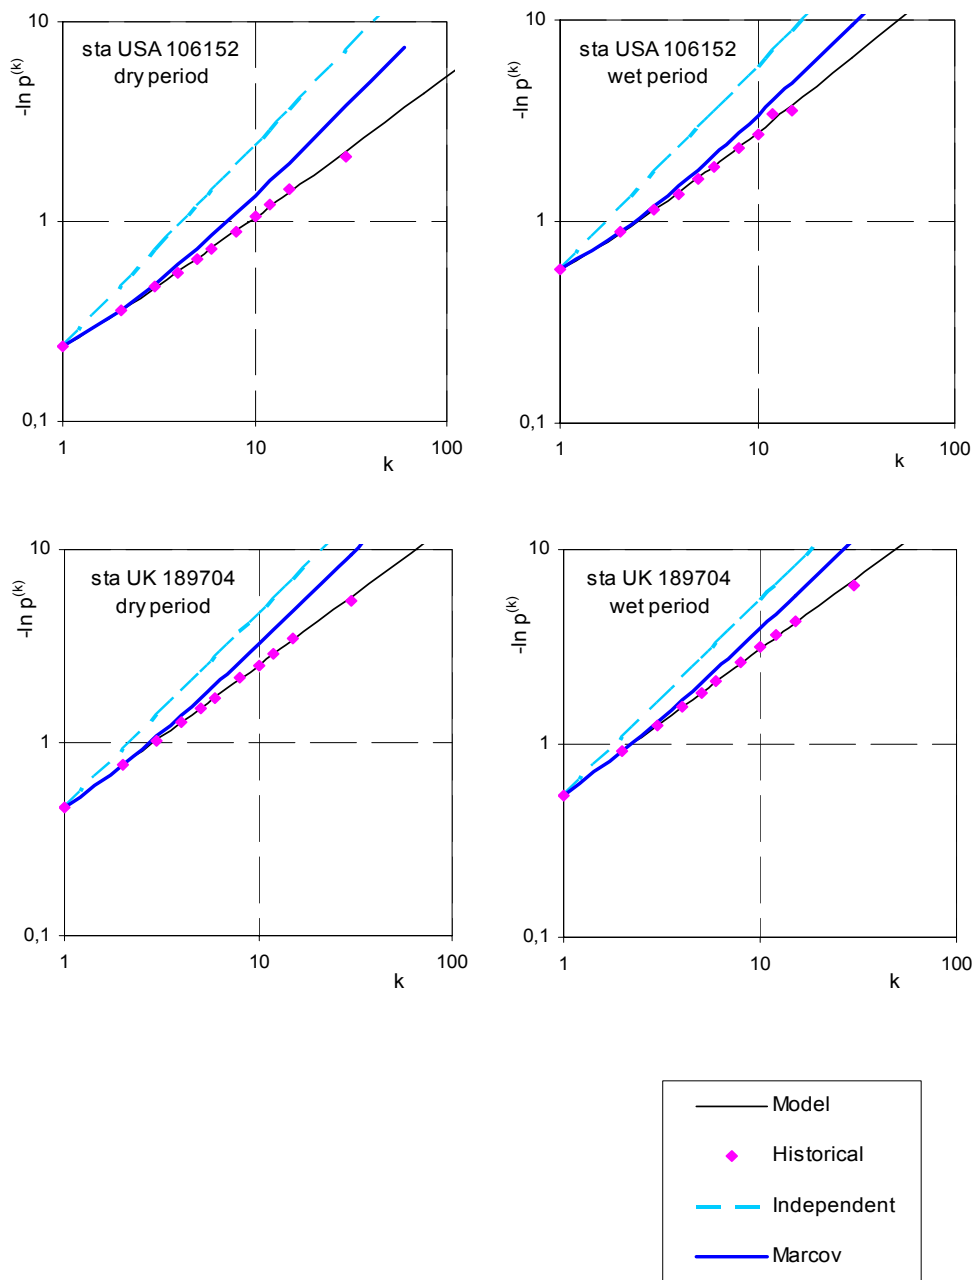 10
sta USA 106152
dry period
-ln p(k)
1
0,1
1
10
100
k
10
sta USA 106152
wet period
-ln p(k)
1
0,1
1
10
100
k
10
sta UK 189704
dry period
-ln p(k)
1
0,1
1
10
100
k
10
sta UK 189704
wet period
-ln p(k)
1
0,1
1
10
100
k
Model
Historical
Independent
Marcov